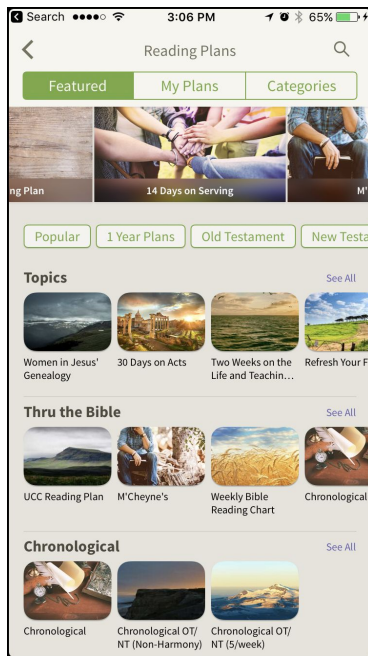 Search 3:06 PM 65%
Reading Plans
Featured My Plans Categories
ng Plan 14 Days on Serving M'
Popular 1 Year Plans Old Testament New Testa
Topics See All
Women in Jesus' 30 Days on Acts Two Weeks on the Refresh Your F
Genealogy Life and Teachin...
Thru the Bible See All
UCC Reading Plan M'Cheyne's Weekly Bible Chronological
Reading Chart
Chronological See All
Chronological Chronological OT/ Chronological OT/
NT (Non-Harmony) NT (5/week)